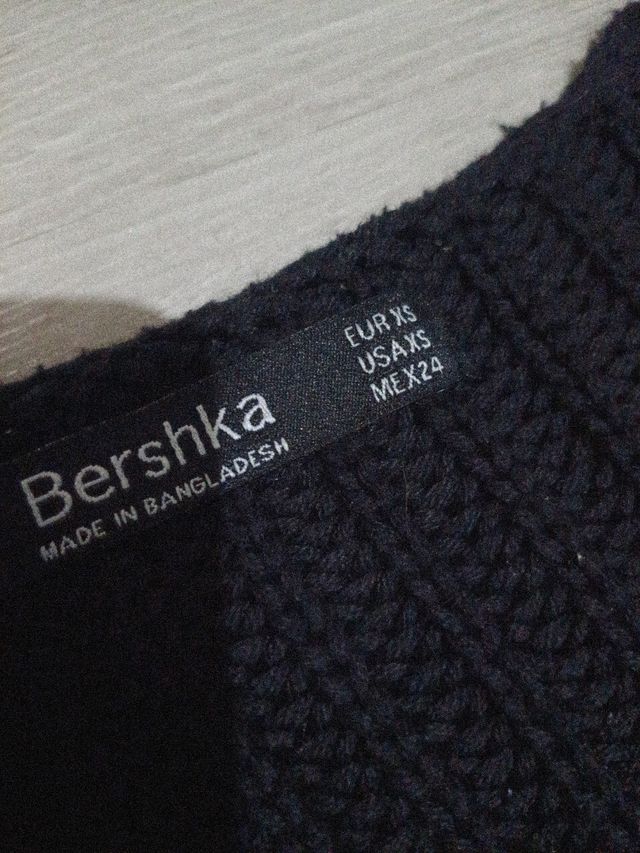 Bershka
MADE IN BANGLADESH
EUR XS
USA XS
MEX 24